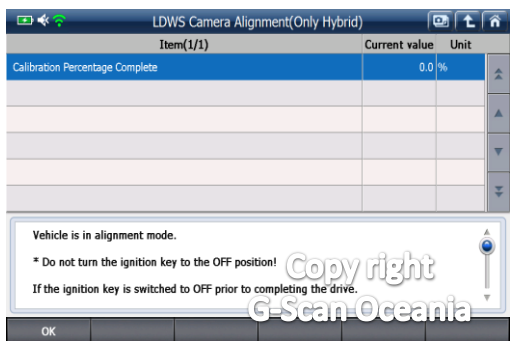 LDWS Camera Alignment(Only Hybrid)
Item(1/1) Current value Unit
Calibration Percentage Complete 0.0 %
Vehicle is in alignment mode.
* Do not turn the ignition key to the OFF position!
If the ignition key is switched to OFF prior to completing the drive.
Copy right
G-Scan Oceania
OK